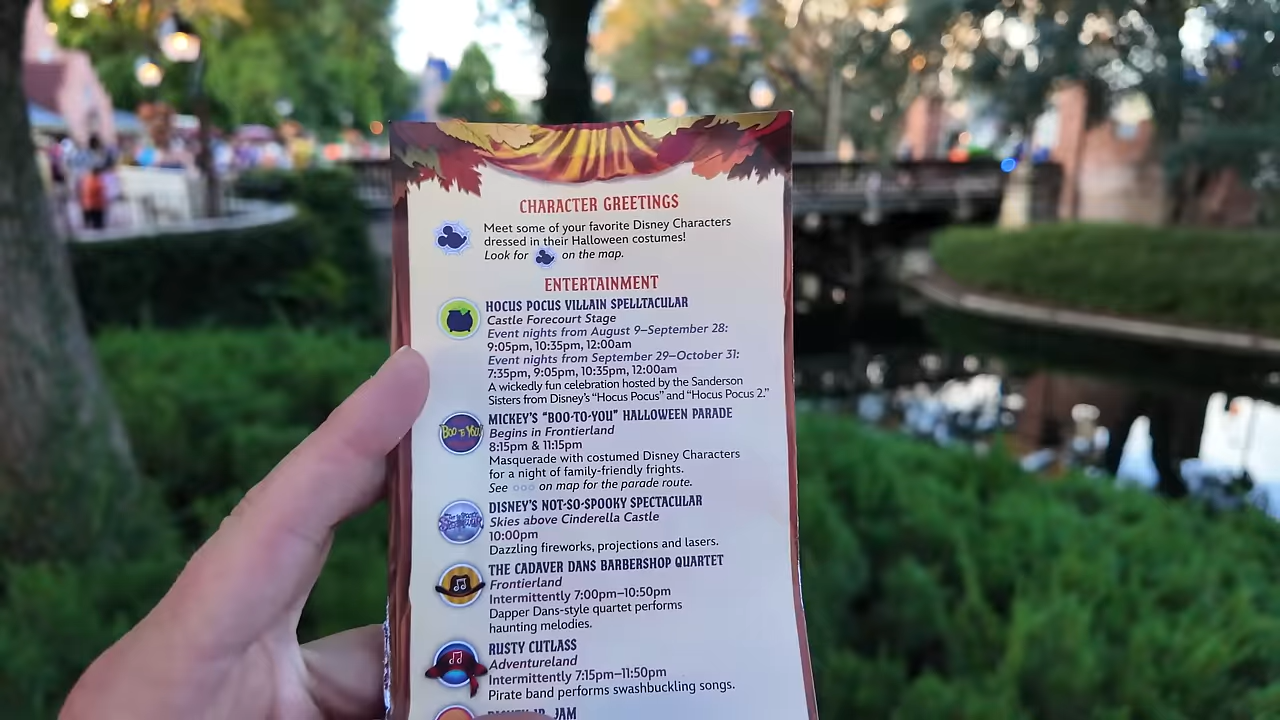 CHARACTER GREETINGS
Meet some of your favorite Disney Characters
dressed in their Halloween costumes!
Look for on the map.
ENTERTAINMENT
HOCUS POCUS VILLAIN SPELLTACULAR
Castle Forecourt Stage
Event nights from August 9–September 28:
9:05pm, 10:35pm, 12:00am
Event nights from September 29–October 31:
7:35pm, 9:05pm, 10:35pm, 12:00am
A wickedly fun celebration hosted by the Sanderson
Sisters from Disney's "Hocus Pocus" and "Hocus Pocus 2."
BOO TO YOU!
MICKEY'S "BOO-TO-YOU" HALLOWEEN PARADE
Begins in Frontierland
8:15pm & 11:15pm
Masquerade with costumed Disney Characters
for a night of family-friendly frights.
See ○○○ on map for the parade route.
DISNEY'S NOT-SO-SPOOKY SPECTACULAR
Skies above Cinderella Castle
10:00pm
Dazzling fireworks, projections and lasers.
THE CADAVER DANS BARBERSHOP QUARTET
Frontierland
Intermittently 7:00pm–10:50pm
Dapper Dans-style quartet performs
haunting melodies.
RUSTY CUTLASS
Adventureland
Intermittently 7:15pm–11:50pm
Pirate band performs swashbuckling songs.
DISNEY JR. JAM